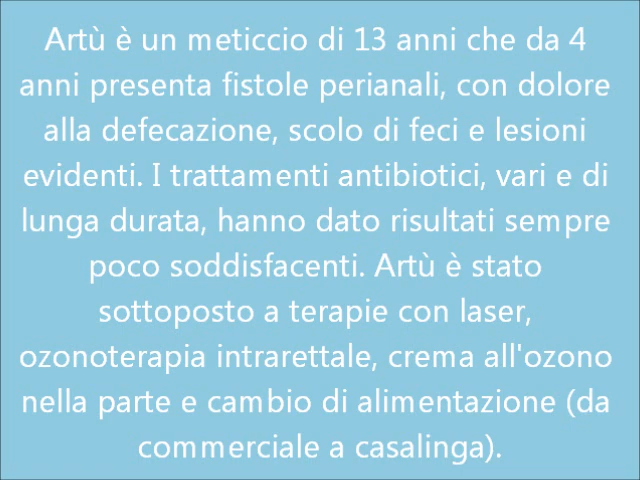 Artù è un meticcio di 13 anni che da 4
anni presenta fistole perianali, con dolore
alla defecazione, scolo di feci e lesioni
evidenti. I trattamenti antibiotici, vari e di
lunga durata, hanno dato risultati sempre
poco soddisfacenti. Artù è stato
sottoposto a terapie con laser,
ozonoterapia intrarettale, crema all'ozono
nella parte e cambio di alimentazione (da
commerciale a casalinga).